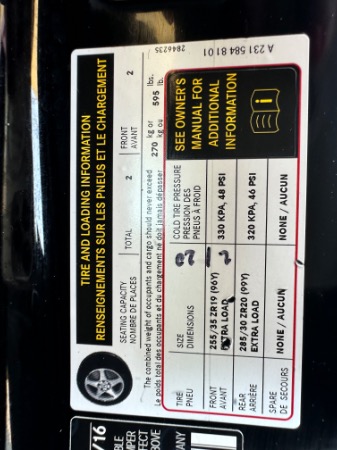 TIRE AND LOADING INFORMATION
RENSEIGNEMENTS SUR LES PNEUS ET LE CHARGEMENT
SEATING CAPACITY
NOMBRE DE PLACES
TOTAL 2
FRONT
AVANT
2
The combined weight of occupants and cargo should never exceed
Le poids total des occupants et du chargement ne doit jamais dépasser
270 kg or
kg ou
595 lbs.
lb.
TIRE
PNEU
SIZE
DIMENSIONS
COLD TIRE PRESSURE
PRESSION DES
PNEUS À FROID
FRONT
AVANT
255/35 ZR19 (96Y)
EXTRA LOAD
330 KPA, 48 PSI
REAR
ARRIÈRE
285/30 ZR20 (99Y)
EXTRA LOAD
320 KPA, 46 PSI
SPARE
DE SECOURS
NONE / AUCUN
NONE / AUCUN
SEE OWNER'S
MANUAL FOR
ADDITIONAL
INFORMATION
i
2846235
A 231 584 81 01
/16